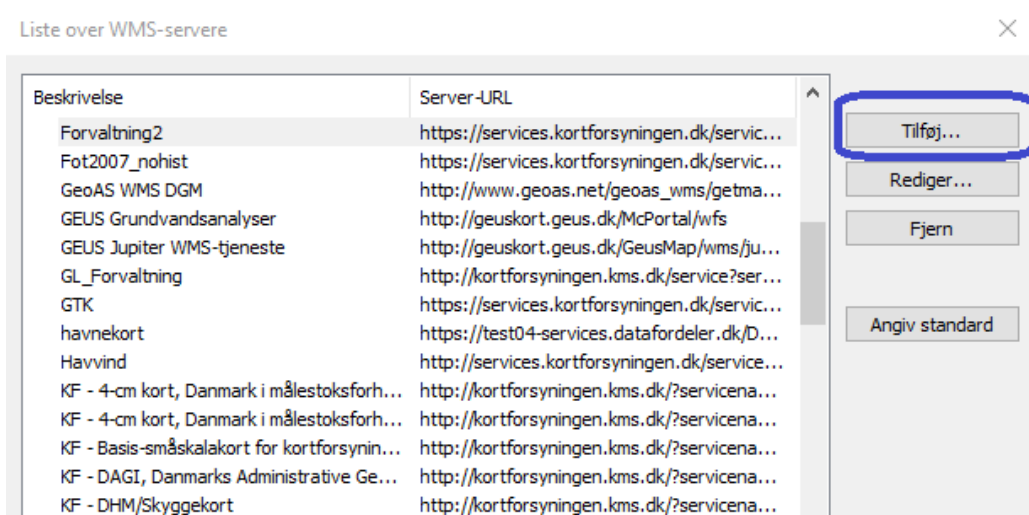 Liste over WMS-servere
Beskrivelse Server-URL
Forvaltning2 https://services.kortforsyningen.dk/servic...
Fot2007_nohist https://services.kortforsyningen.dk/servic...
GeoAS WMS DGM http://www.geoas.net/geoas_wms/getma...
GEUS Grundvandsanalyser http://geuskort.geus.dk/McPortal/wfs
GEUS Jupiter WMS-tjeneste http://geuskort.geus.dk/GeusMap/wms/ju...
GL_Forvaltning http://kortforsyningen.kms.dk/service?ser...
GTK https://services.kortforsyningen.dk/servic...
havnekort https://test04-services.datafordeler.dk/D...
Havvind http://services.kortforsyningen.dk/service...
KF - 4-cm kort, Danmark i målestoksforh... http://kortforsyningen.kms.dk/?servicena...
KF - 4-cm kort, Danmark i målestoksforh... http://kortforsyningen.kms.dk/?servicena...
KF - Basis-småskalakort for kortforsynin... http://kortforsyningen.kms.dk/?servicena...
KF - DAGI, Danmarks Administrative Ge... http://kortforsyningen.kms.dk/?servicena...
KF - DHM/Skyggekort http://kortforsyningen.kms.dk/?servicena...
Tilføj...
Rediger...
Fjern
Angiv standard